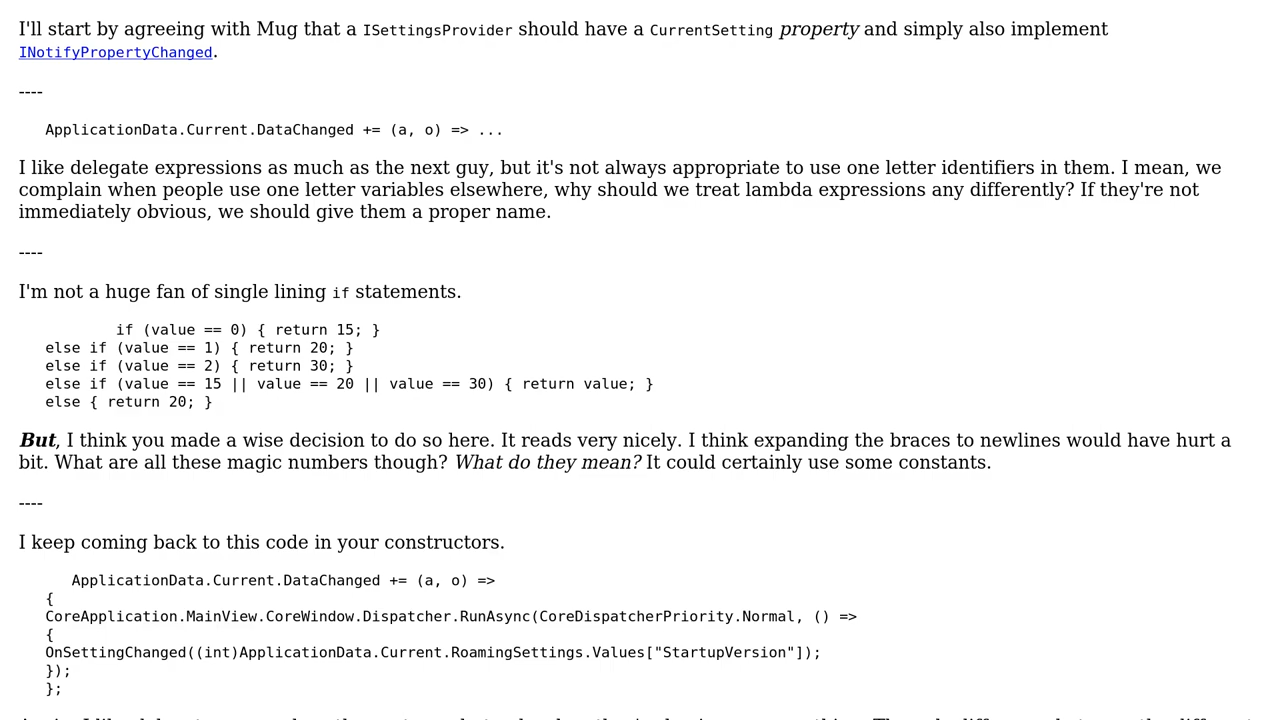 I'll start by agreeing with Mug that a ISettingsProvider should have a CurrentSetting property and simply also implement
INotifyPropertyChanged.
----
ApplicationData.Current.DataChanged += (a, o) => ...
I like delegate expressions as much as the next guy, but it's not always appropriate to use one letter identifiers in them. I mean, we
complain when people use one letter variables elsewhere, why should we treat lambda expressions any differently? If they're not
immediately obvious, we should give them a proper name.
----
I'm not a huge fan of single lining if statements.
if (value == 0) { return 15; }
else if (value == 1) { return 20; }
else if (value == 2) { return 30; }
else if (value == 15 || value == 20 || value == 30) { return value; }
else { return 20; }
But, I think you made a wise decision to do so here. It reads very nicely. I think expanding the braces to newlines would have hurt a
bit. What are all these magic numbers though? What do they mean? It could certainly use some constants.
----
I keep coming back to this code in your constructors.
ApplicationData.Current.DataChanged += (a, o) =>
{
CoreApplication.MainView.CoreWindow.Dispatcher.RunAsync(CoreDispatcherPriority.Normal, () =>
{
OnSettingChanged((int)ApplicationData.Current.RoamingSettings.Values["StartupVersion"]);
});
};